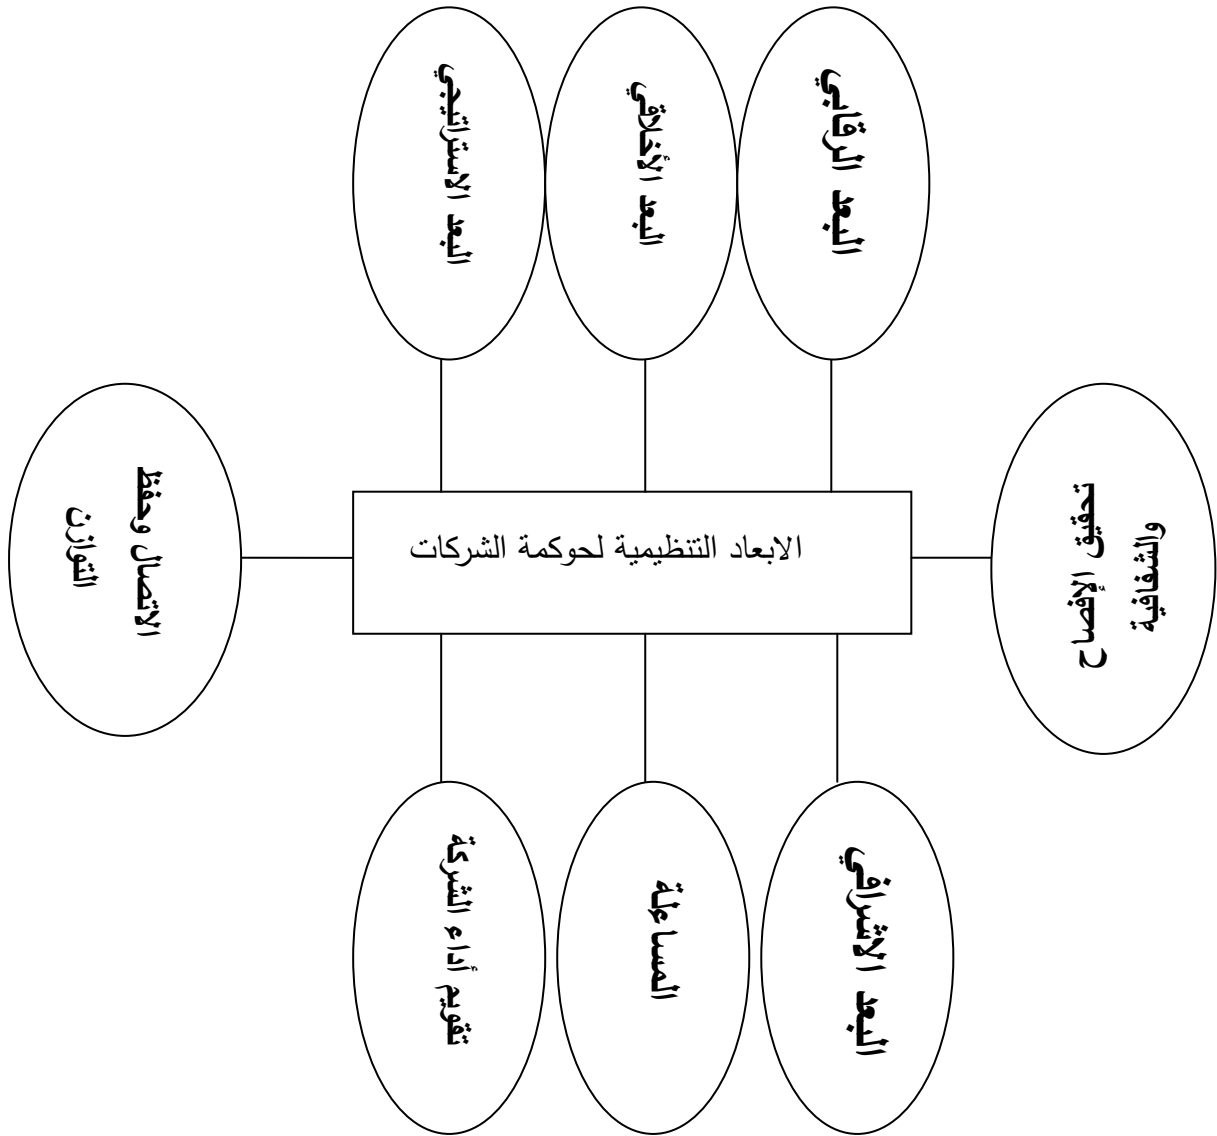 البعد الرقابي
البعد الأخلاقي
البعد الاستراتيجي
تحقيق الإفصاح
والشفافية
الابعاد التنظيمية لحوكمة الشركات
الاتصال وحفظ
التوازن
البعد الاشرافي
المساءلة
تقويم أداء الشركة